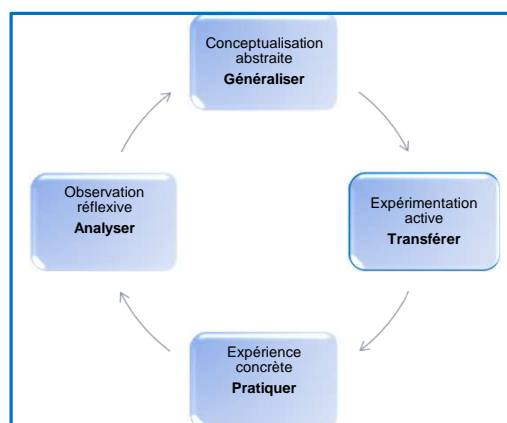 Conceptualisation
abstraite
Généraliser
Observation
réflexive
Analyser
Expérimentation
active
Transférer
Expérience
concrète
Pratiquer